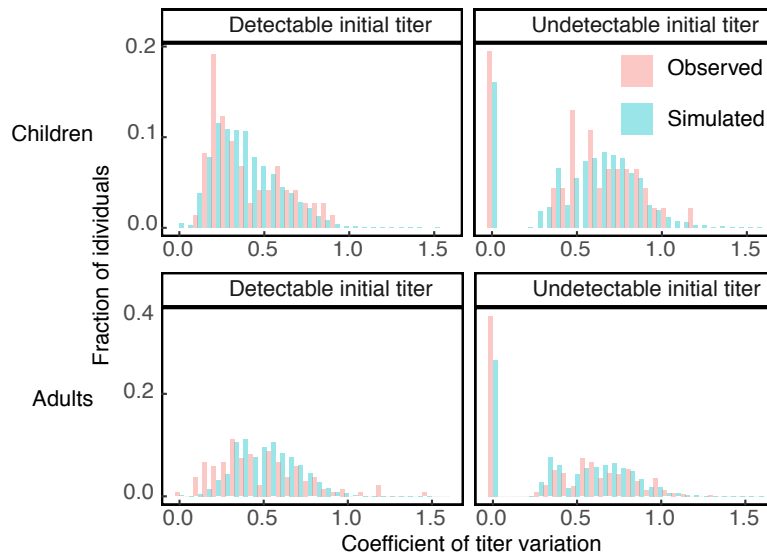 Detectable initial titer
Undetectable initial titer
0.2
0.1
0.0
Observed
Simulated
Children
0.0 0.5 1.0 1.5
0.0 0.5 1.0 1.5
Fraction of idividuals
Detectable initial titer
Undetectable initial titer
0.4
0.2
0.0
Adults
0.0 0.5 1.0 1.5
0.0 0.5 1.0 1.5
Coefficient of titer variation